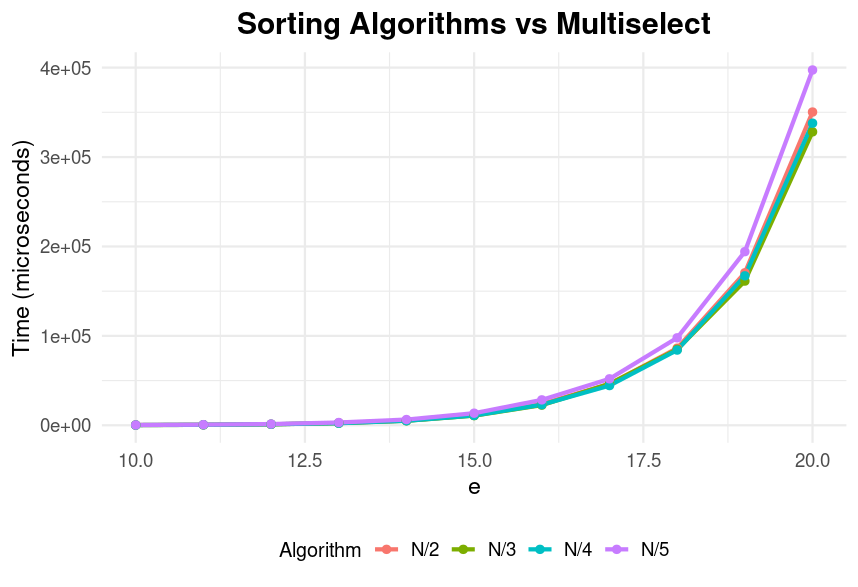 Sorting Algorithms vs Multiselect
Time (microseconds)
4e+05
3e+05
2e+05
1e+05
0e+00
10.0 12.5 15.0 17.5 20.0
e
Algorithm N/2 N/3 N/4 N/5